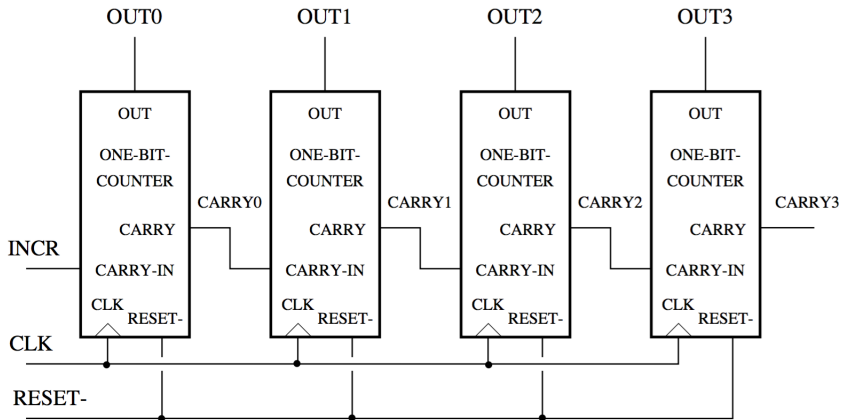 OUT0 OUT1 OUT2 OUT3
OUT OUT OUT OUT
ONE-BIT- ONE-BIT- ONE-BIT- ONE-BIT-
COUNTER COUNTER COUNTER COUNTER
CARRY0 CARRY1 CARRY2 CARRY3
CARRY CARRY CARRY CARRY
INCR
CARRY-IN CARRY-IN CARRY-IN CARRY-IN
CLK CLK CLK CLK
RESET- RESET- RESET- RESET-
CLK
RESET-